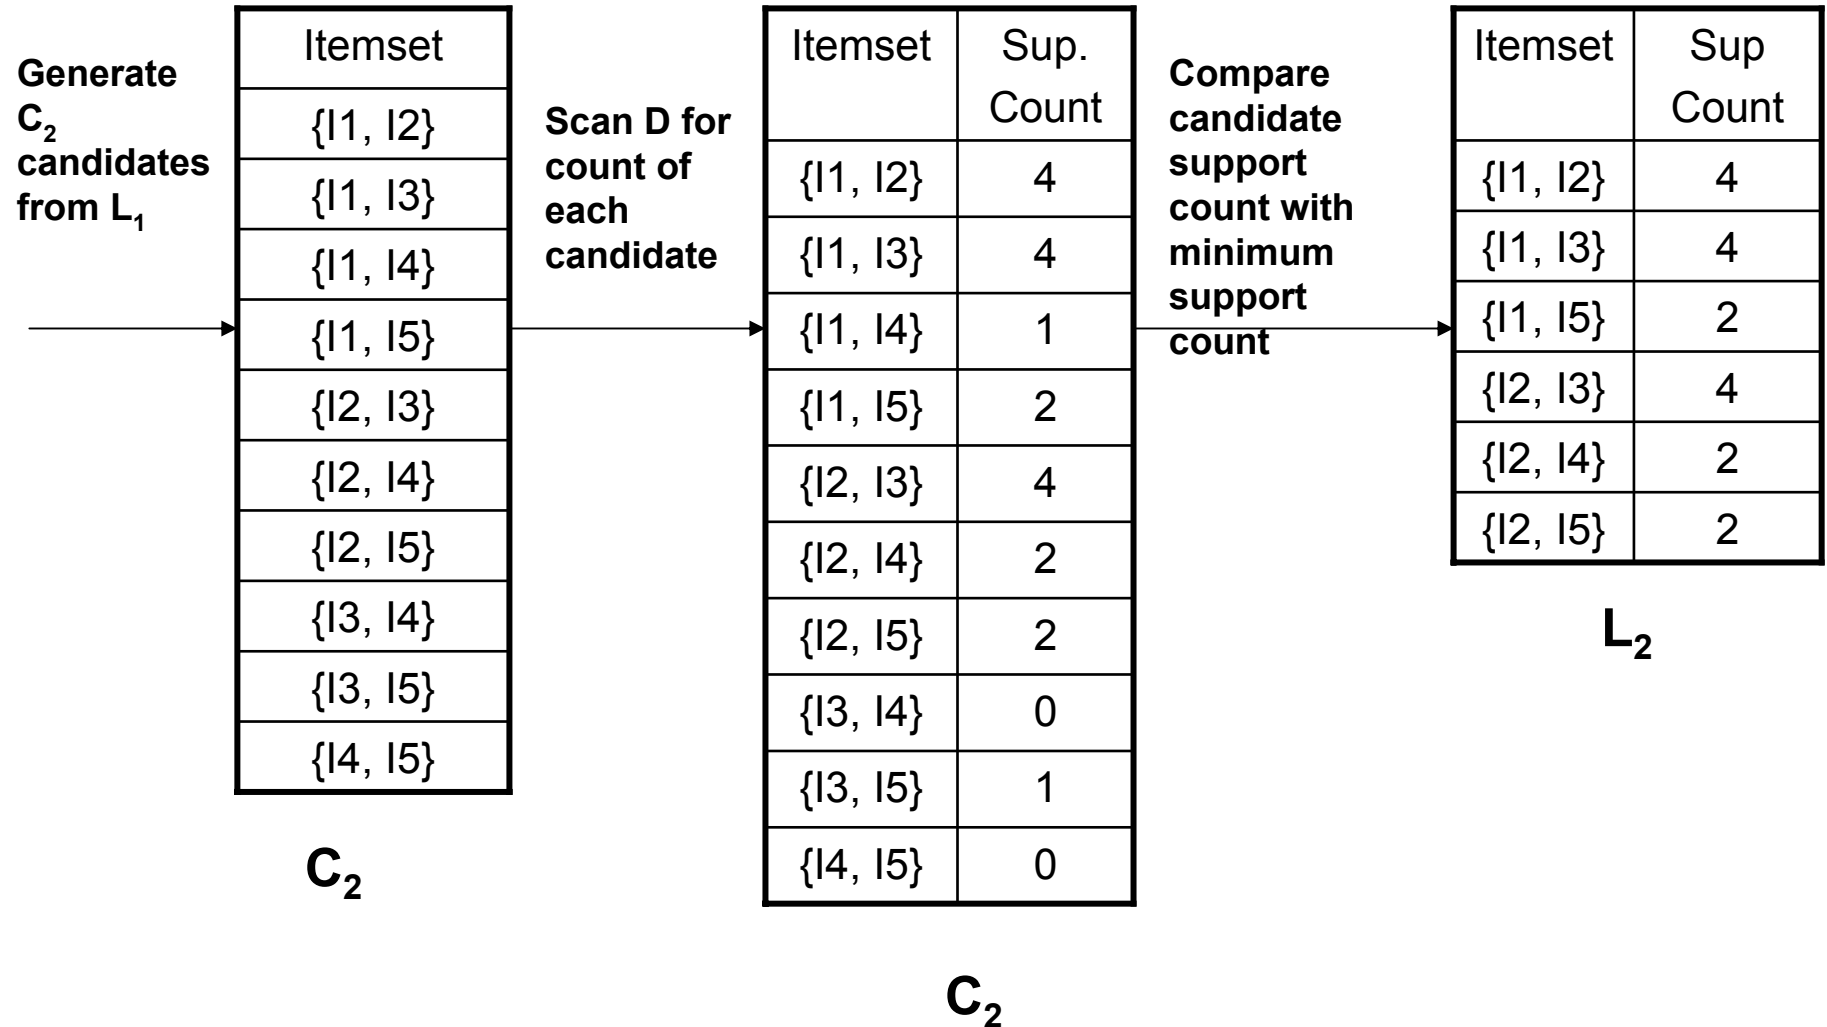 Generate
C₂
candidates
from L₁
Itemset
{I1, I2}
{I1, I3}
{I1, I4}
{I1, I5}
{I2, I3}
{I2, I4}
{I2, I5}
{I3, I4}
{I3, I5}
{I4, I5}
C₂
Scan D for
count of
each
candidate
Itemset Sup.
Count
{I1, I2} 4
{I1, I3} 4
{I1, I4} 1
{I1, I5} 2
{I2, I3} 4
{I2, I4} 2
{I2, I5} 2
{I3, I4} 0
{I3, I5} 1
{I4, I5} 0
C₂
Compare
candidate
support
count with
minimum
support
count
Itemset Sup
Count
{I1, I2} 4
{I1, I3} 4
{I1, I5} 2
{I2, I3} 4
{I2, I4} 2
{I2, I5} 2
L₂